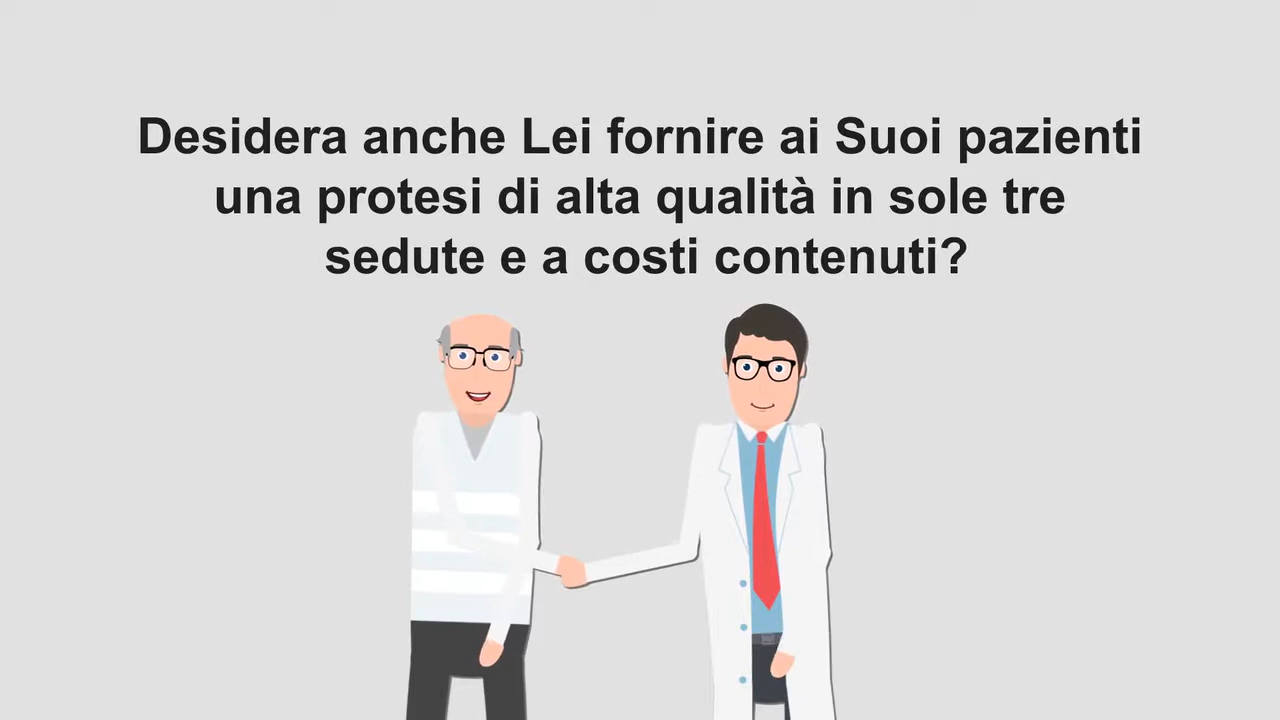 Desidera anche Lei fornire ai Suoi pazienti
una protesi di alta qualità in sole tre
sedute e a costi contenuti?